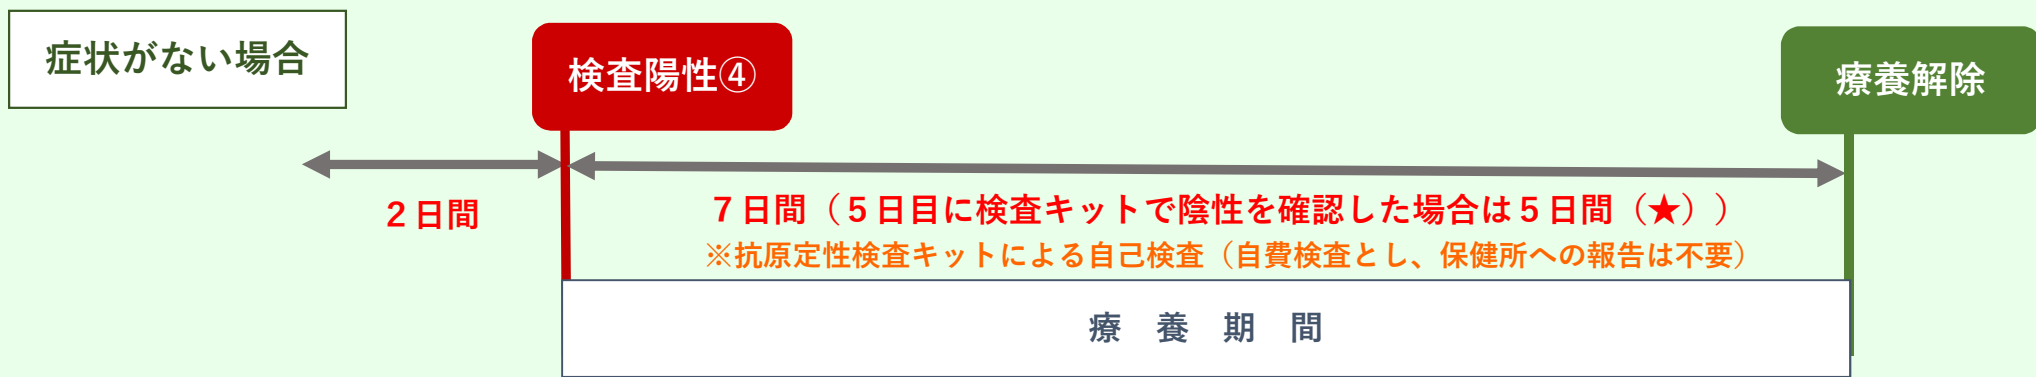 症状がない場合
検査陽性④
療養解除
２日間
７日間（５日目に検査キットで陰性を確認した場合は５日間（★））
※抗原定性検査キットによる自己検査（自費検査とし、保健所への報告は不要）
療　養　期　間